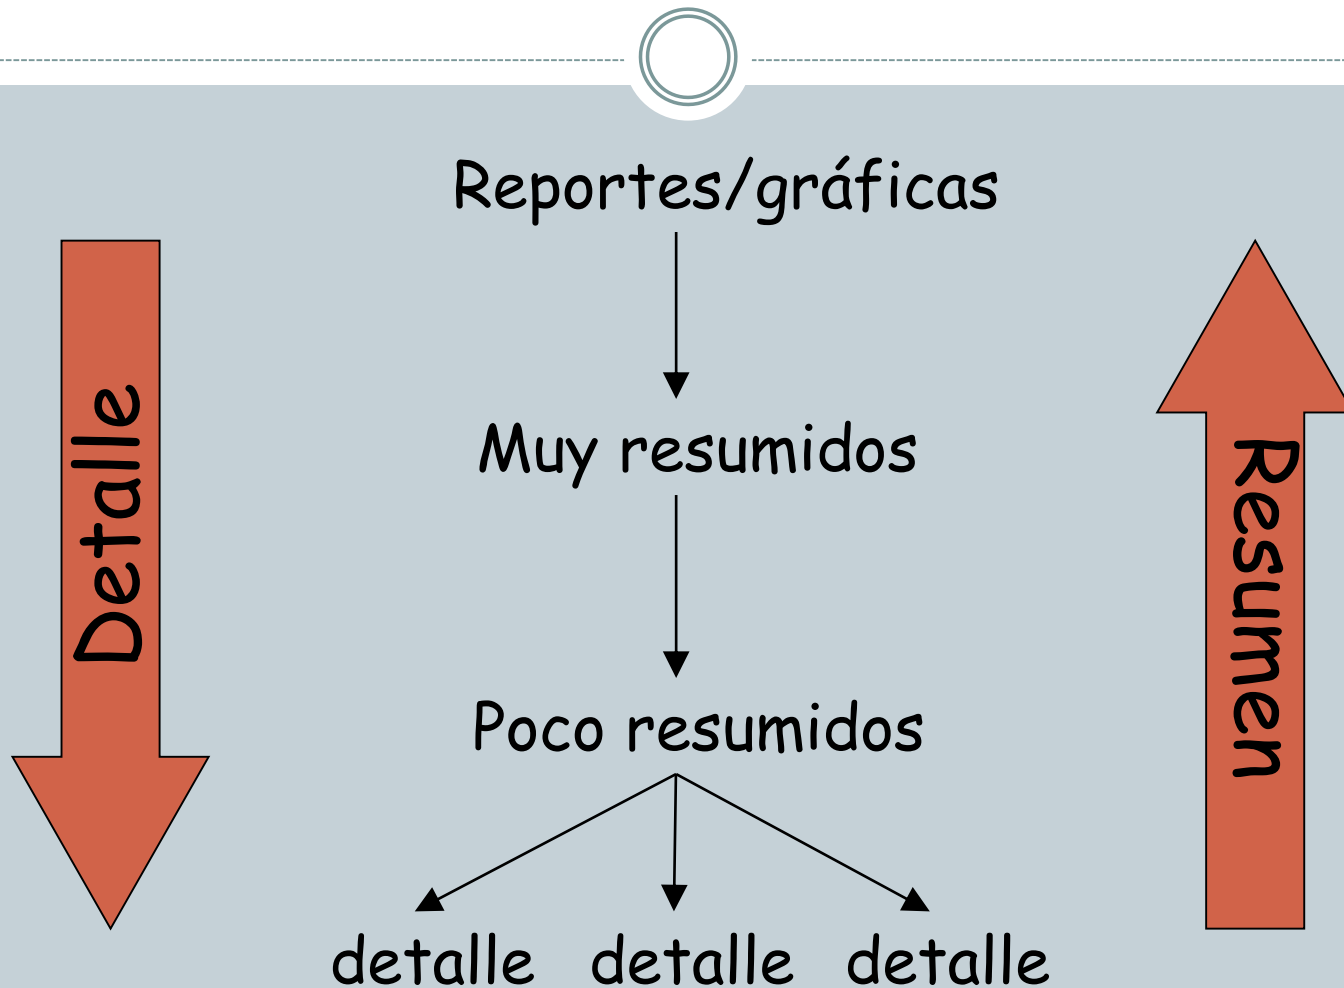 Reportes/gráficas
Detalle
Muy resumidos
Resumen
Poco resumidos
detalle detalle detalle